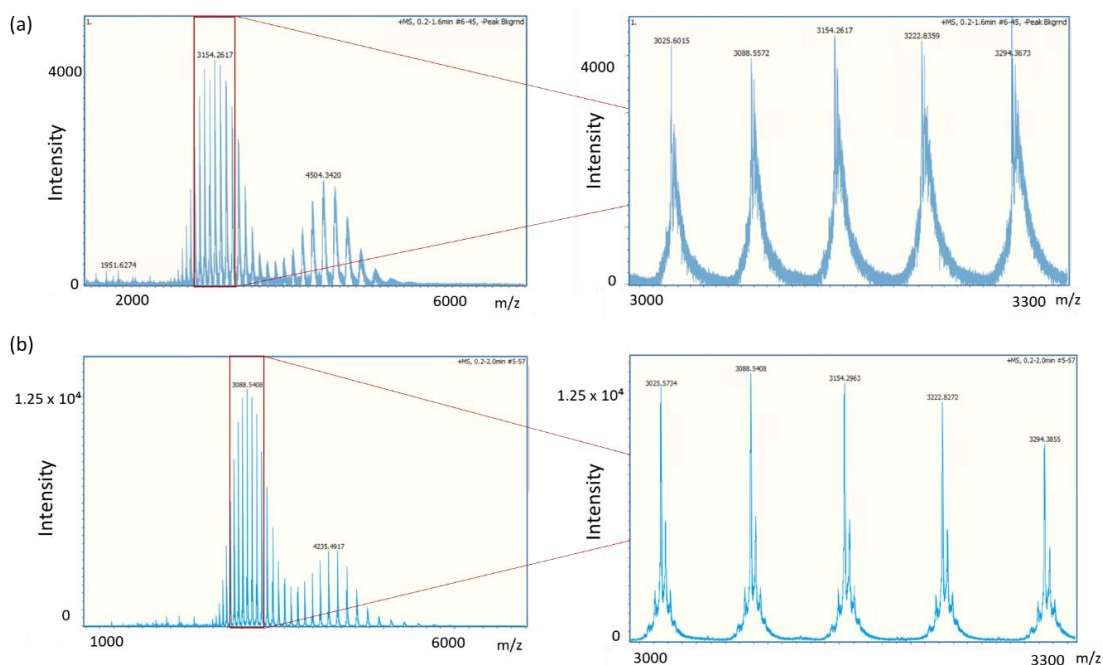 (a)
1.
+MS, 0.2-1.6min #6-45, -Peak Bkgrnd
3154.2617
4000
Intensity
4504.3420
1951.6274
0
2000
6000
m/z
1.
+MS, 0.2-1.6min #6-45, -Peak Bkgrnd
3025.6015
3088.5572
3154.2617
3222.8359
3294.3673
4000
Intensity
0
3000
3300
m/z
(b)
+MS, 0.2-2.0min #5-57
3088.5408
1.25 x 10⁴
Intensity
4235.4917
0
1000
6000
m/z
+MS, 0.2-2.0min #5-57
3025.5734
3088.5408
3154.2963
3222.8272
3294.3855
1.25 x 10⁴
Intensity
0
3000
3300
m/z